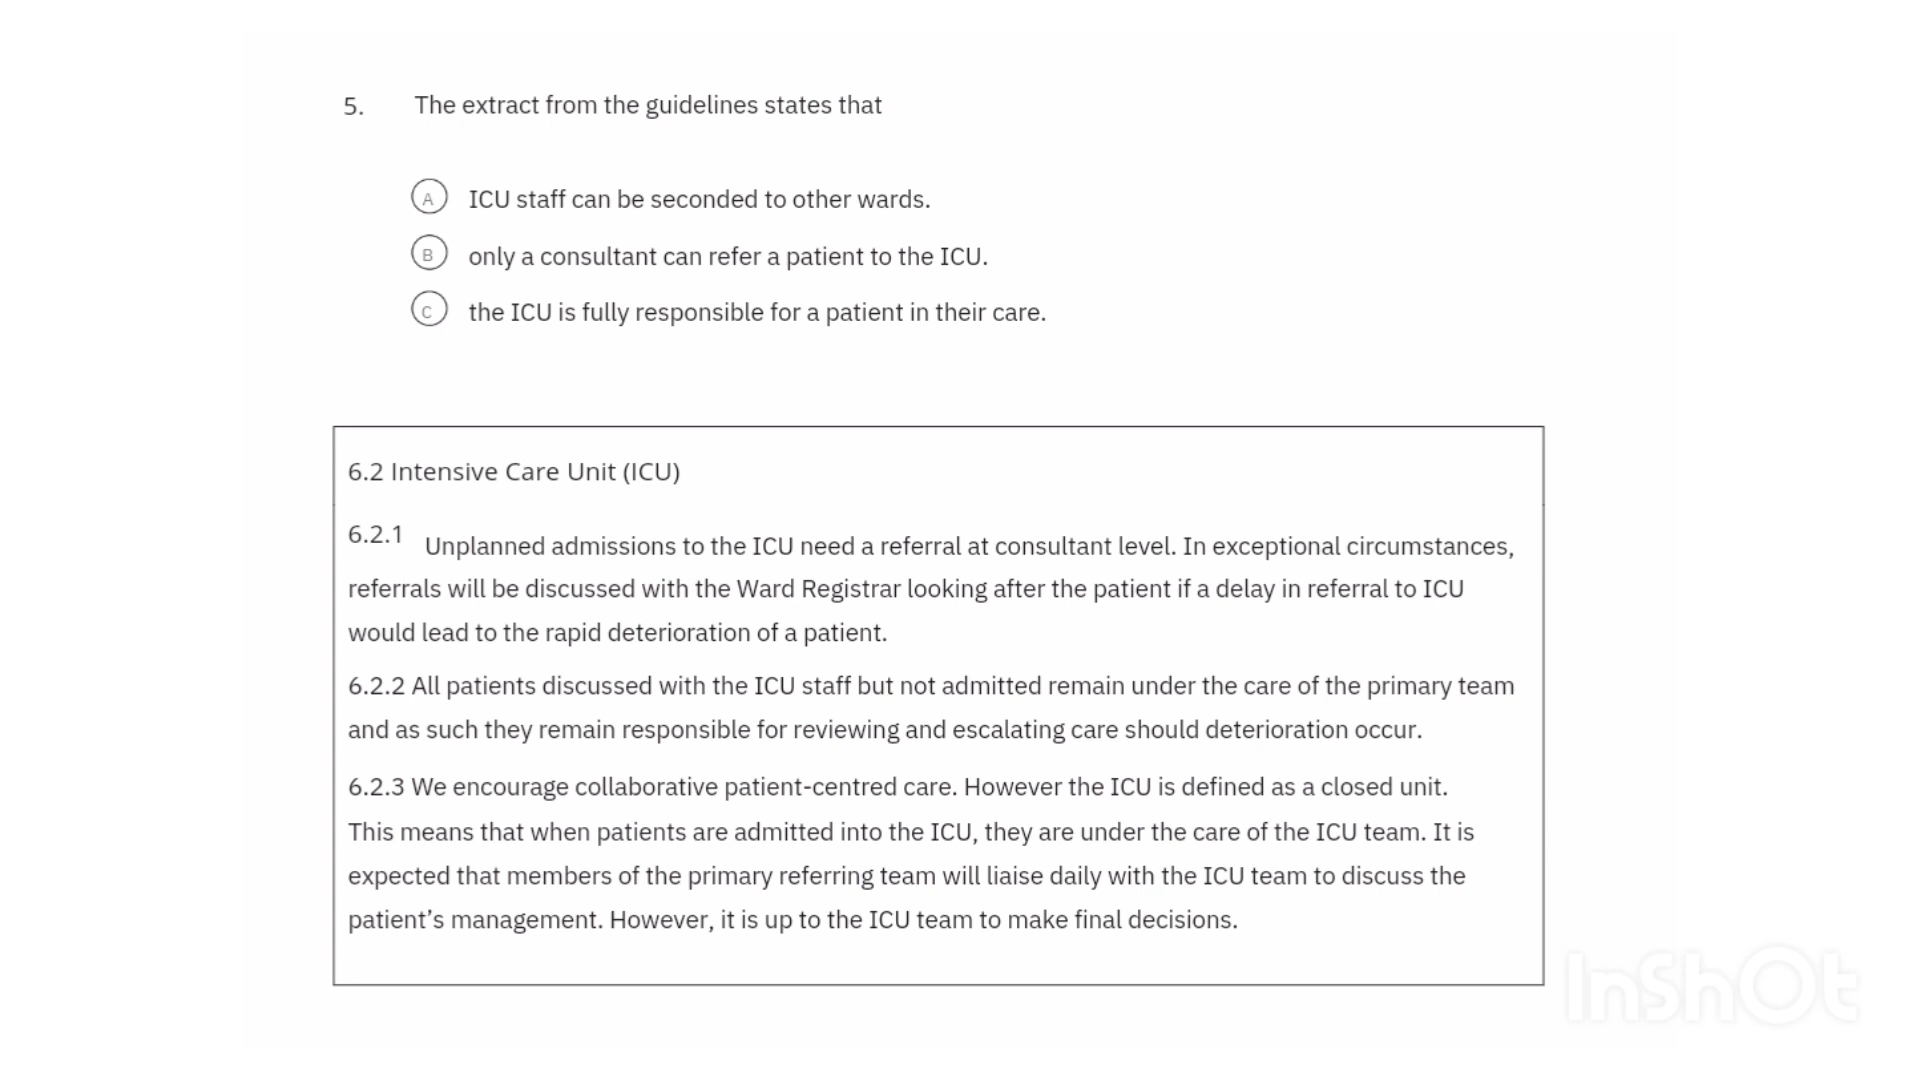 5. The extract from the guidelines states that
A ICU staff can be seconded to other wards.
B only a consultant can refer a patient to the ICU.
C the ICU is fully responsible for a patient in their care.
6.2 Intensive Care Unit (ICU)
6.2.1 Unplanned admissions to the ICU need a referral at consultant level. In exceptional circumstances,
referrals will be discussed with the Ward Registrar looking after the patient if a delay in referral to ICU
would lead to the rapid deterioration of a patient.
6.2.2 All patients discussed with the ICU staff but not admitted remain under the care of the primary team
and as such they remain responsible for reviewing and escalating care should deterioration occur.
6.2.3 We encourage collaborative patient-centred care. However the ICU is defined as a closed unit.
This means that when patients are admitted into the ICU, they are under the care of the ICU team. It is
expected that members of the primary referring team will liaise daily with the ICU team to discuss the
patient’s management. However, it is up to the ICU team to make final decisions.
InShOt